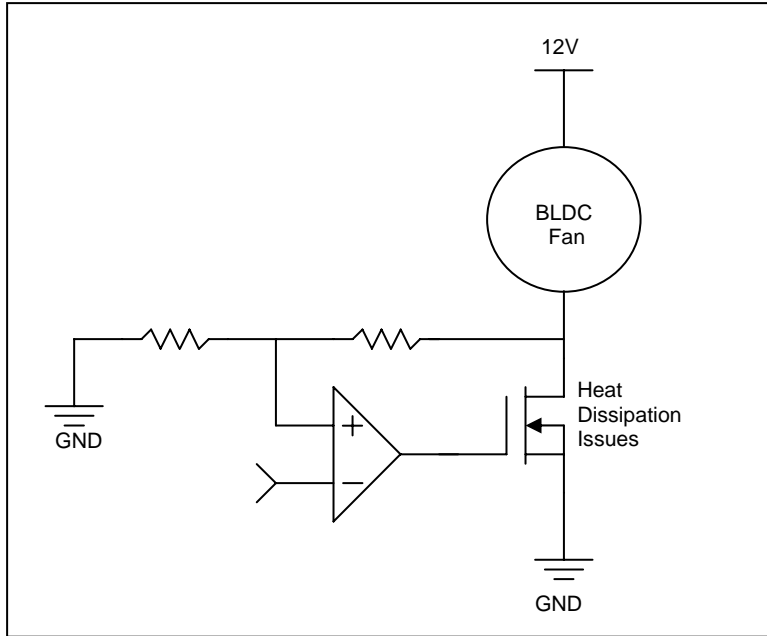 12V
BLDC
Fan
Heat
Dissipation
Issues
GND
+
−
GND